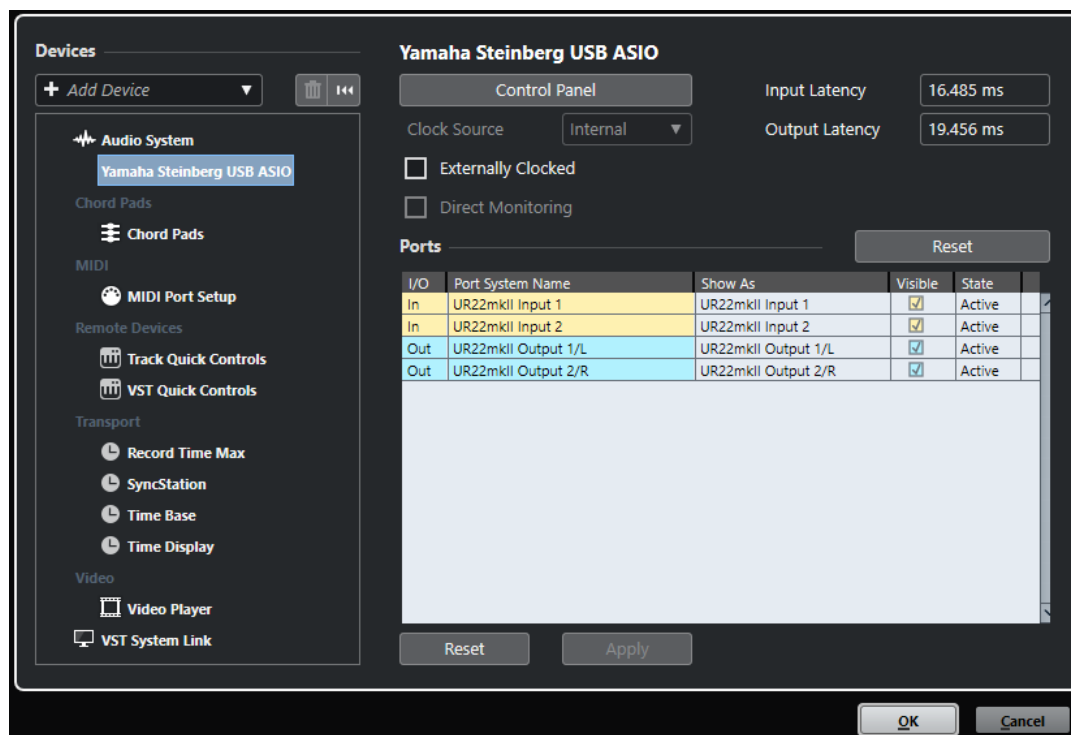 Devices
Add Device
Audio System
Yamaha Steinberg USB ASIO
Chord Pads
Chord Pads
MIDI
MIDI Port Setup
Remote Devices
Track Quick Controls
VST Quick Controls
Transport
Record Time Max
SyncStation
Time Base
Time Display
Video
Video Player
VST System Link
Yamaha Steinberg USB ASIO
Control Panel
Input Latency 16.485 ms
Clock Source Internal
Output Latency 19.456 ms
Externally Clocked
Direct Monitoring
Ports
Reset
I/O Port System Name Show As Visible State
In UR22mkII Input 1 UR22mkII Input 1 Active
In UR22mkII Input 2 UR22mkII Input 2 Active
Out UR22mkII Output 1/L UR22mkII Output 1/L Active
Out UR22mkII Output 2/R UR22mkII Output 2/R Active
Reset Apply
OK Cancel